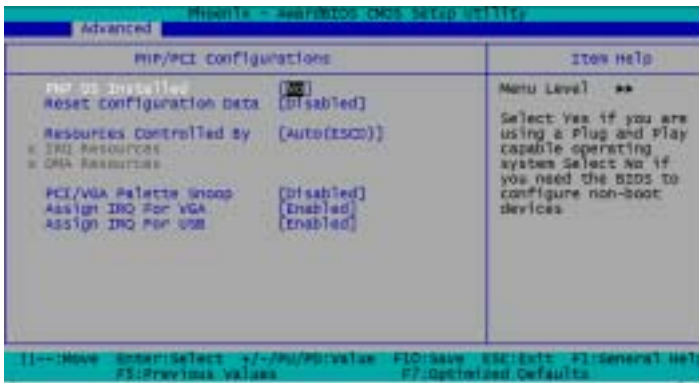 Phoenix - AwardBIOS CMOS Setup Utility
Advanced
PnP/PCI Configurations
Item Help
PNP OS Installed [No]
Reset Configuration Data [Disabled]
Resources Controlled By [Auto(ESCD)]
x IRQ Resources
x DMA Resources
PCI/VGA Palette Snoop [Disabled]
Assign IRQ For VGA [Enabled]
Assign IRQ For USB [Enabled]
Menu Level ▸▸
Select Yes if you are
using a Plug and Play
capable operating
system Select No if
you need the BIOS to
configure non-boot
devices
:Move Enter:Select +/-/PU/PD:Value F10:Save ESC:Exit F1:General Help
F5:Previous Values F7:Optimized Defaults